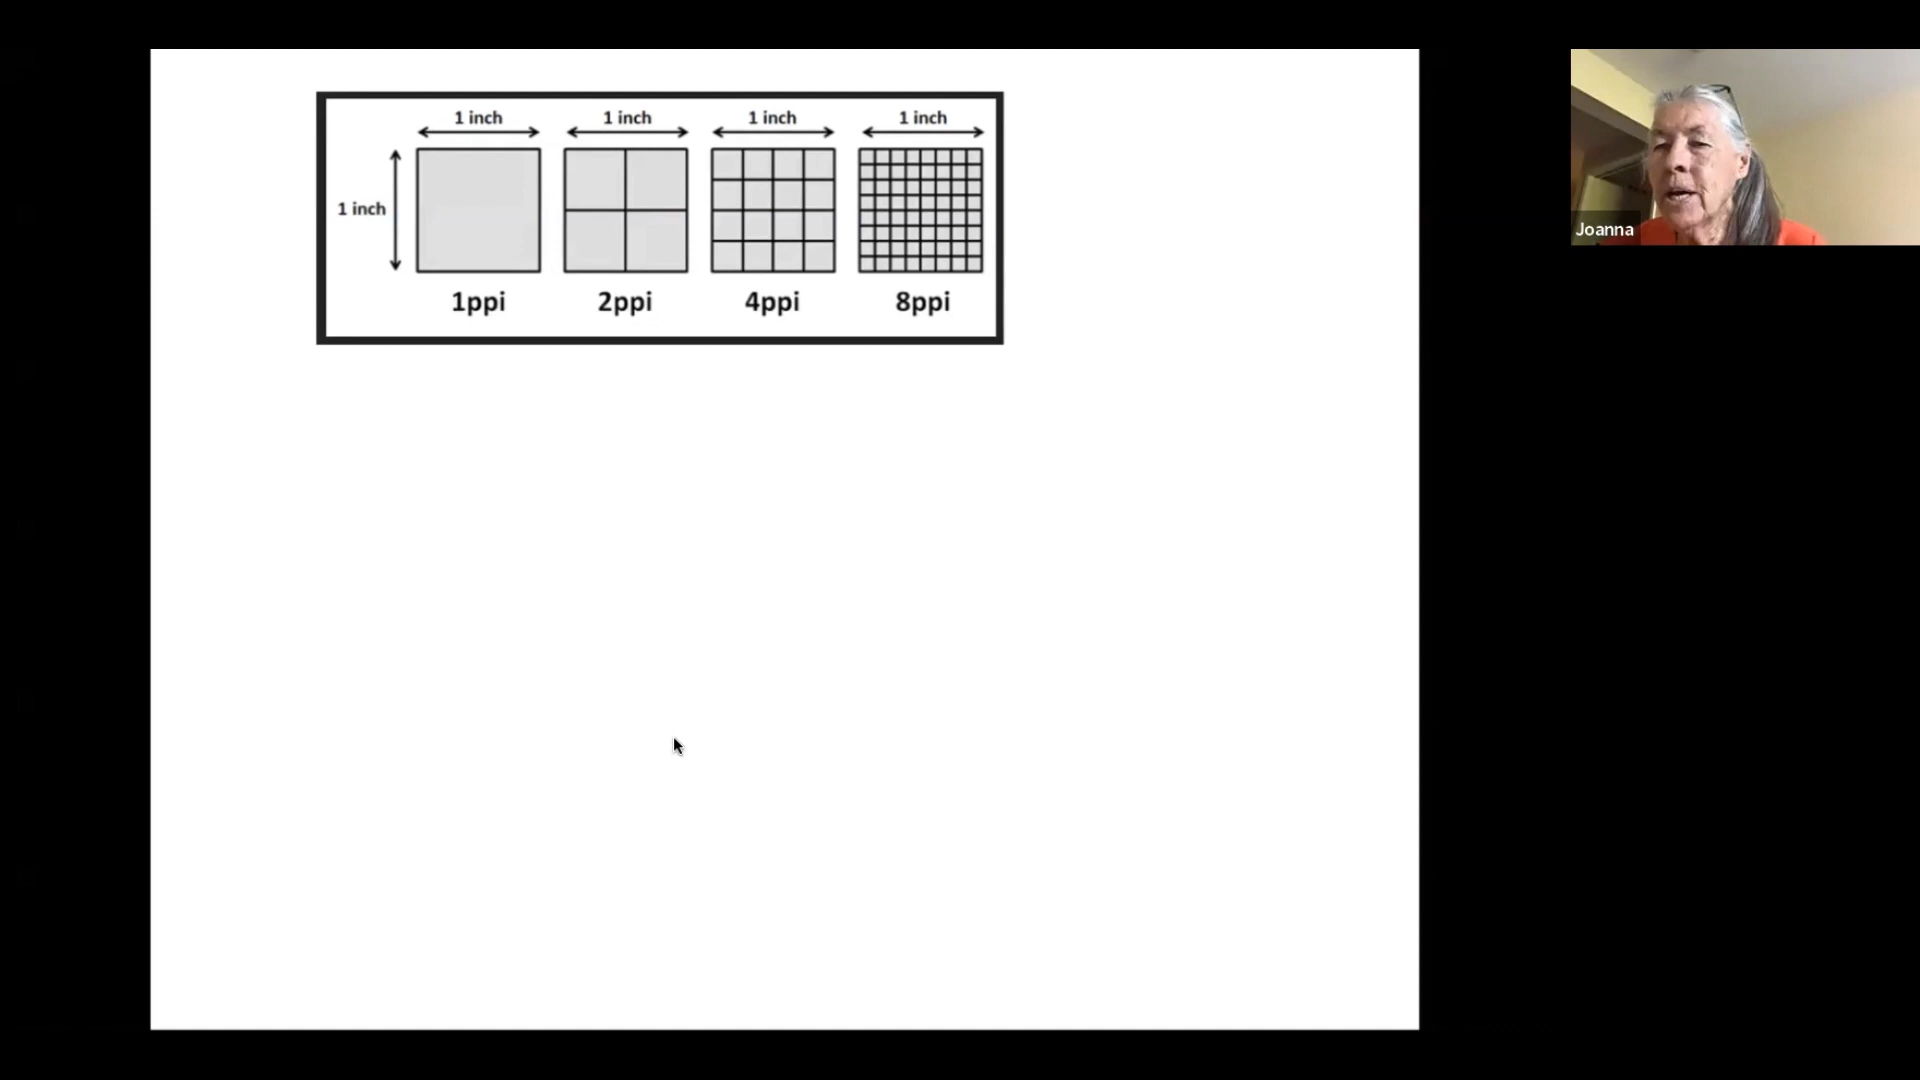 1 inch 1 inch 1 inch 1 inch
1 inch
1ppi 2ppi 4ppi 8ppi
Joanna